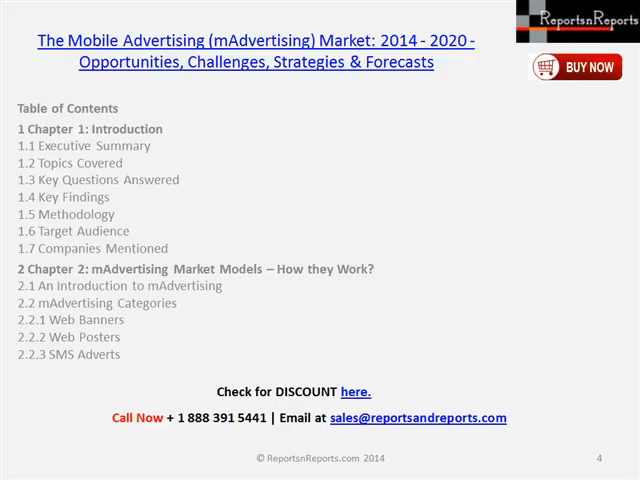 The Mobile Advertising (mAdvertising) Market: 2014 - 2020 -
Opportunities, Challenges, Strategies & Forecasts
ReportsnReports
BUY NOW
Table of Contents
1 Chapter 1: Introduction
1.1 Executive Summary
1.2 Topics Covered
1.3 Key Questions Answered
1.4 Key Findings
1.5 Methodology
1.6 Target Audience
1.7 Companies Mentioned
2 Chapter 2: mAdvertising Market Models – How they Work?
2.1 An Introduction to mAdvertising
2.2 mAdvertising Categories
2.2.1 Web Banners
2.2.2 Web Posters
2.2.3 SMS Adverts
Check for DISCOUNT here.
Call Now + 1 888 391 5441 | Email at sales@reportsandreports.com
© ReportsnReports.com 2014
4